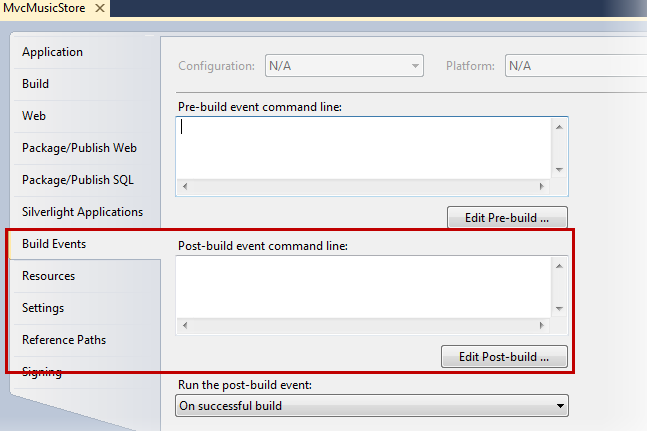 MvcMusicStore
Application
Build
Web
Package/Publish Web
Package/Publish SQL
Silverlight Applications
Build Events
Resources
Settings
Reference Paths
Signing
Configuration: N/A Platform: N/A
Pre-build event command line:
Edit Pre-build ...
Post-build event command line:
Edit Post-build ...
Run the post-build event:
On successful build